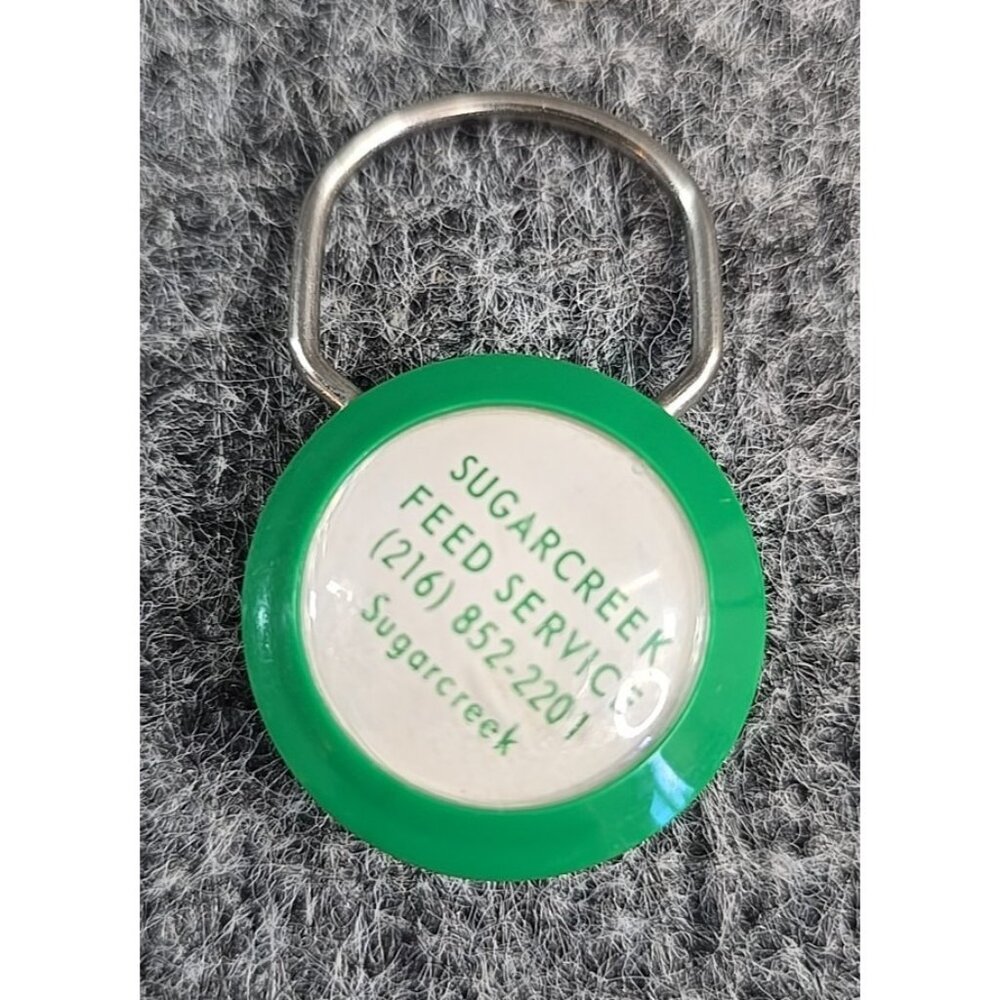 SUGARCREEK
FEED SERVICE
(216) 852-2201
Sugarcreek